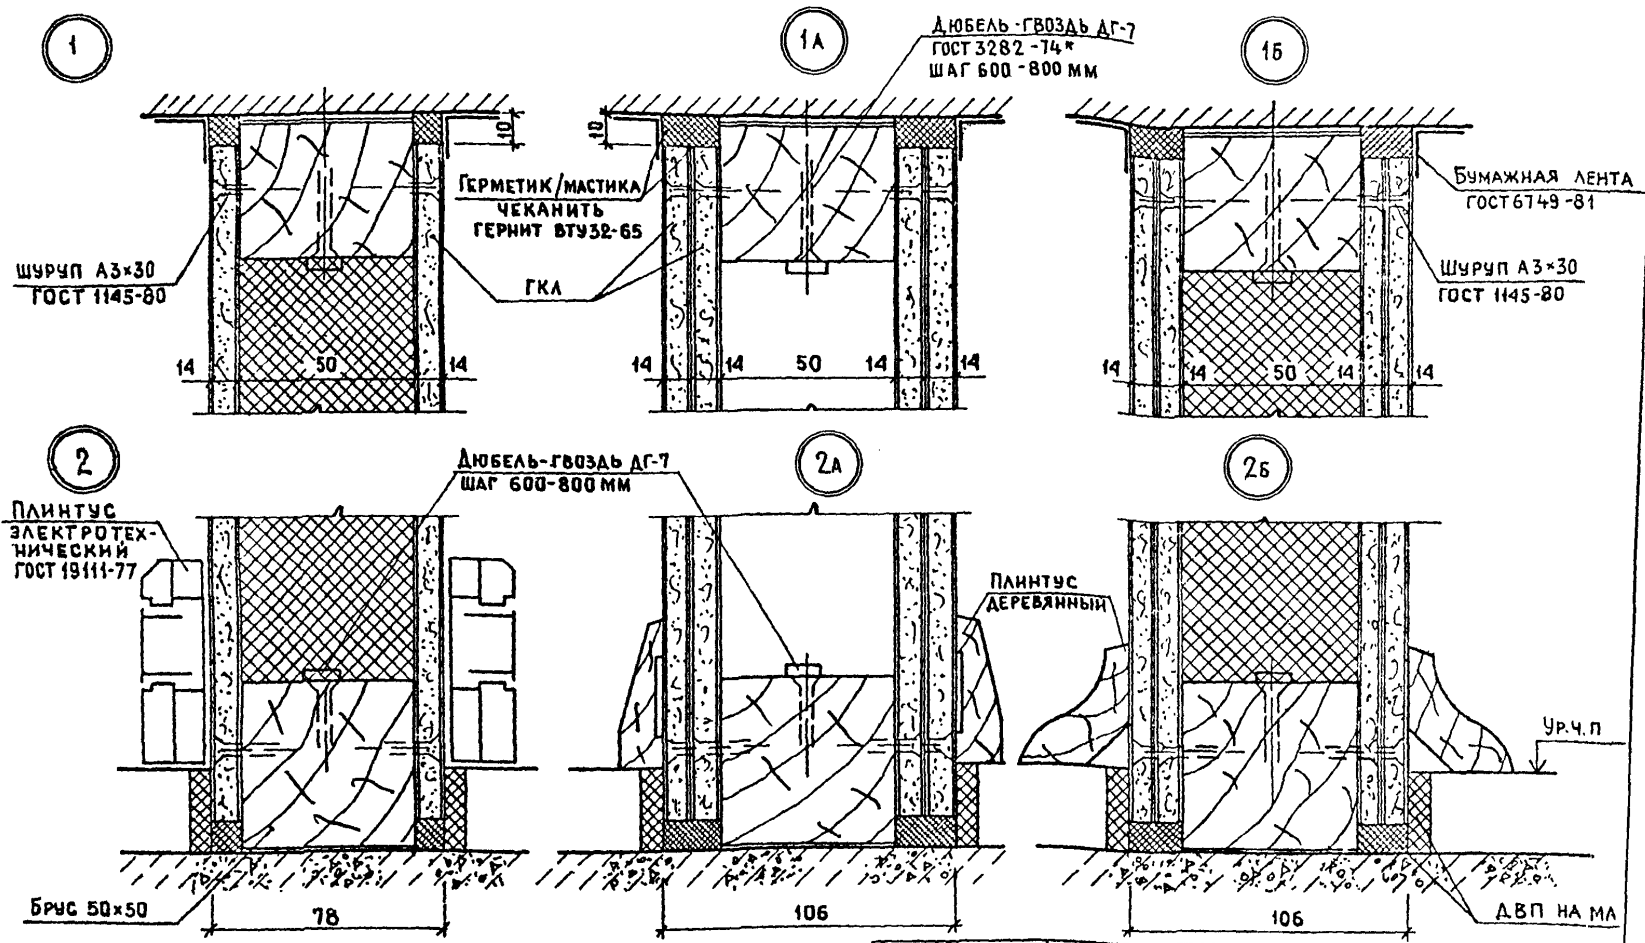 1
1А
Дюбель-гвоздь ДГ-7
ГОСТ 3282-74*
шаг 600-800 мм
1Б
10
10
Герметик/мастика
чеканить
гернит ВТУ32-65
Бумажная лента
ГОСТ 6749-81
шуруп А3×30
ГОСТ 1145-80
ГКЛ
Шуруп А3×30
ГОСТ 1145-80
14 50 14
14 14 50 14 14
14 14 50 14 14
2
Дюбель-гвоздь ДГ-7
шаг 600-800 мм
2А
2Б
Плинтус
электротех-
нический
ГОСТ 19111-77
Плинтус
деревянный
Ур.ч.п
Брус 50×50
78
106
106
ДВП на МЛ